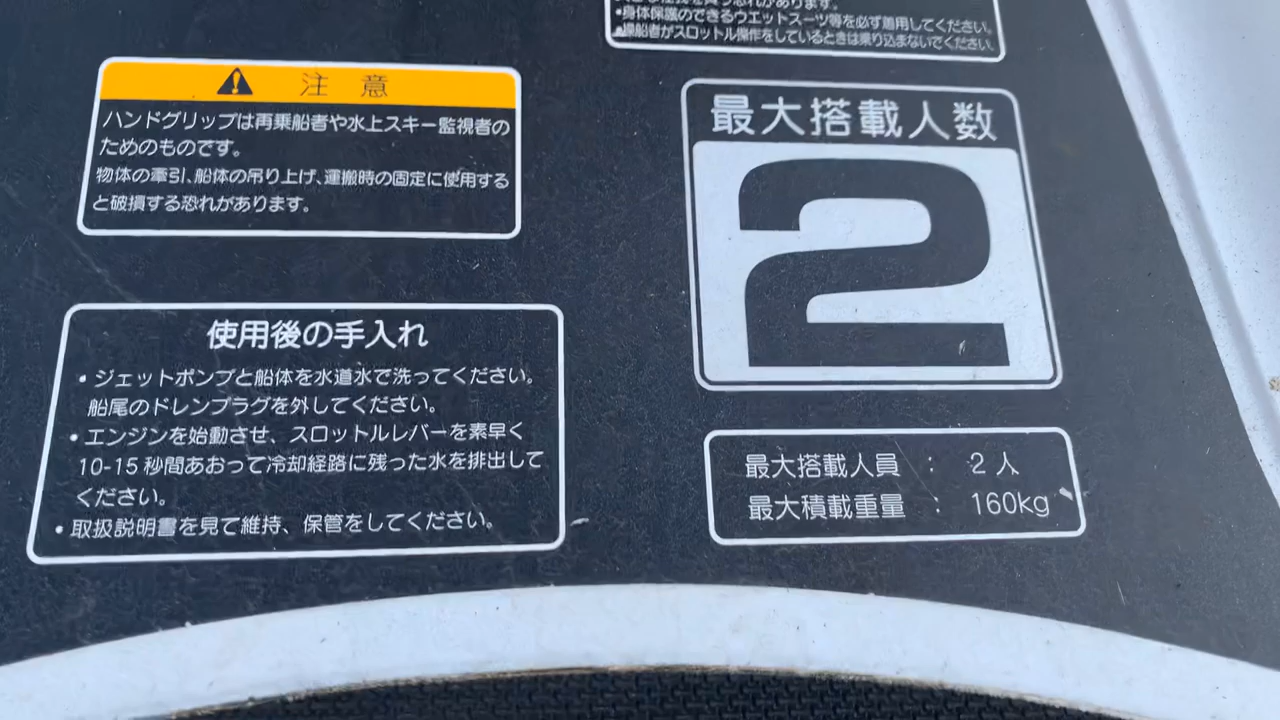 恐れがあります。
•身体保護のできるウエットスーツ等を必ず着用してください。
•操船者がスロットル操作をしているときは乗り込まないでください。
注意
ハンドグリップは再乗船者や水上スキー監視者の
ためのものです。
物体の牽引、船体の吊り上げ、運搬時の固定に使用する
と破損する恐れがあります。
最大搭載人数
2
使用後の手入れ
• ジェットポンプと船体を水道水で洗ってください。
船尾のドレンプラグを外してください。
• エンジンを始動させ、スロットルレバーを素早く
10-15 秒間あおって冷却経路に残った水を排出して
ください。
• 取扱説明書を見て維持、保管をしてください。
最大搭載人員 : 2人
最大積載重量 : 160kg